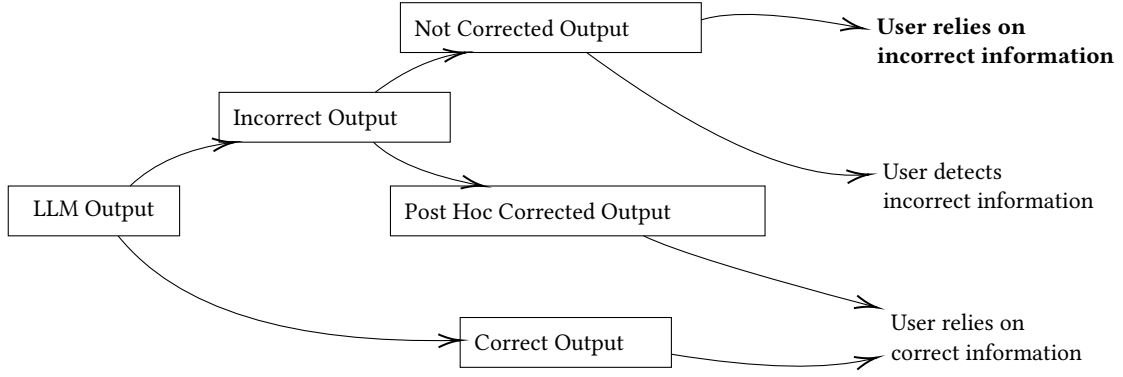 Not Corrected Output
User relies on
incorrect information
Incorrect Output
User detects
incorrect information
LLM Output
Post Hoc Corrected Output
User relies on
correct information
Correct Output